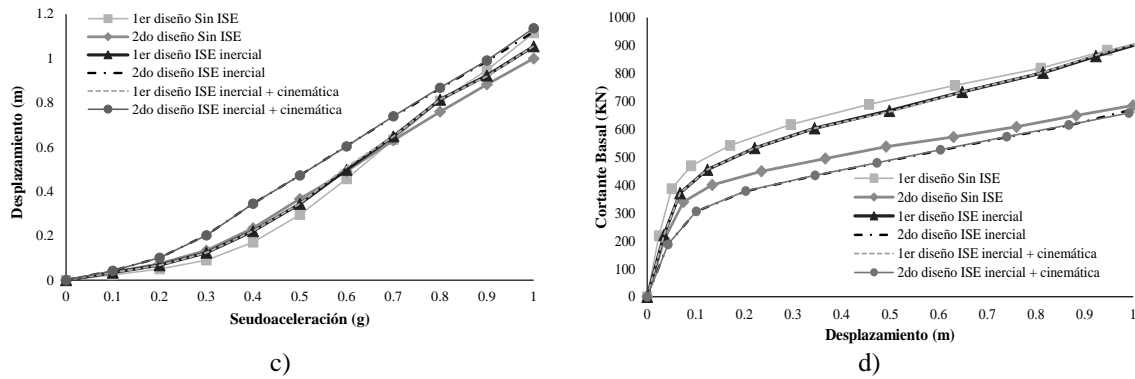 1.2
1
0.8
0.6
0.4
0.2
0
Desplazamiento (m)
1er diseño Sin ISE
2do diseño Sin ISE
1er diseño ISE inercial
2do diseño ISE inercial
1er diseño ISE inercial + cinemática
2do diseño ISE inercial + cinemática
0 0.1 0.2 0.3 0.4 0.5 0.6 0.7 0.8 0.9 1
Seudoaceleración (g)
c)
900
800
700
600
500
400
300
200
100
0
Cortante Basal (KN)
1er diseño Sin ISE
2do diseño Sin ISE
1er diseño ISE inercial
2do diseño ISE inercial
1er diseño ISE inercial + cinemática
2do diseño ISE inercial + cinemática
0 0.1 0.2 0.3 0.4 0.5 0.6 0.7 0.8 0.9 1
Desplazamiento (m)
d)